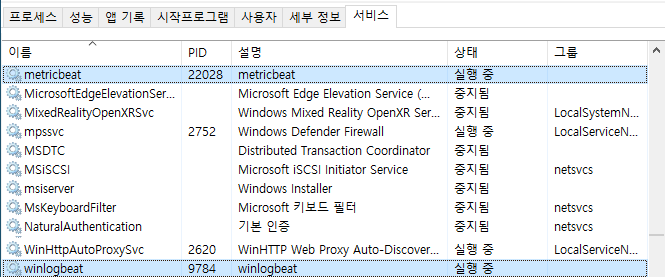 프로세스 성능 앱 기록 시작프로그램 사용자 세부 정보 서비스
이름 PID 설명 상태 그룹
metricbeat 22028 metricbeat 실행 중
MicrosoftEdgeElevationSer... Microsoft Edge Elevation Service (... 중지됨
MixedRealityOpenXRSvc Windows Mixed Reality OpenXR Ser... 중지됨 LocalSystemN...
mpssvc 2752 Windows Defender Firewall 실행 중 LocalServiceN...
MSDTC Distributed Transaction Coordinator 중지됨
MSiSCSI Microsoft iSCSI Initiator Service 중지됨 netsvcs
msiserver Windows Installer 중지됨
MsKeyboardFilter Microsoft 키보드 필터 중지됨 netsvcs
NaturalAuthentication 기본 인증 중지됨 netsvcs
WinHttpAutoProxySvc 2620 WinHTTP Web Proxy Auto-Discover... 실행 중 LocalServiceN...
winlogbeat 9784 winlogbeat 실행 중